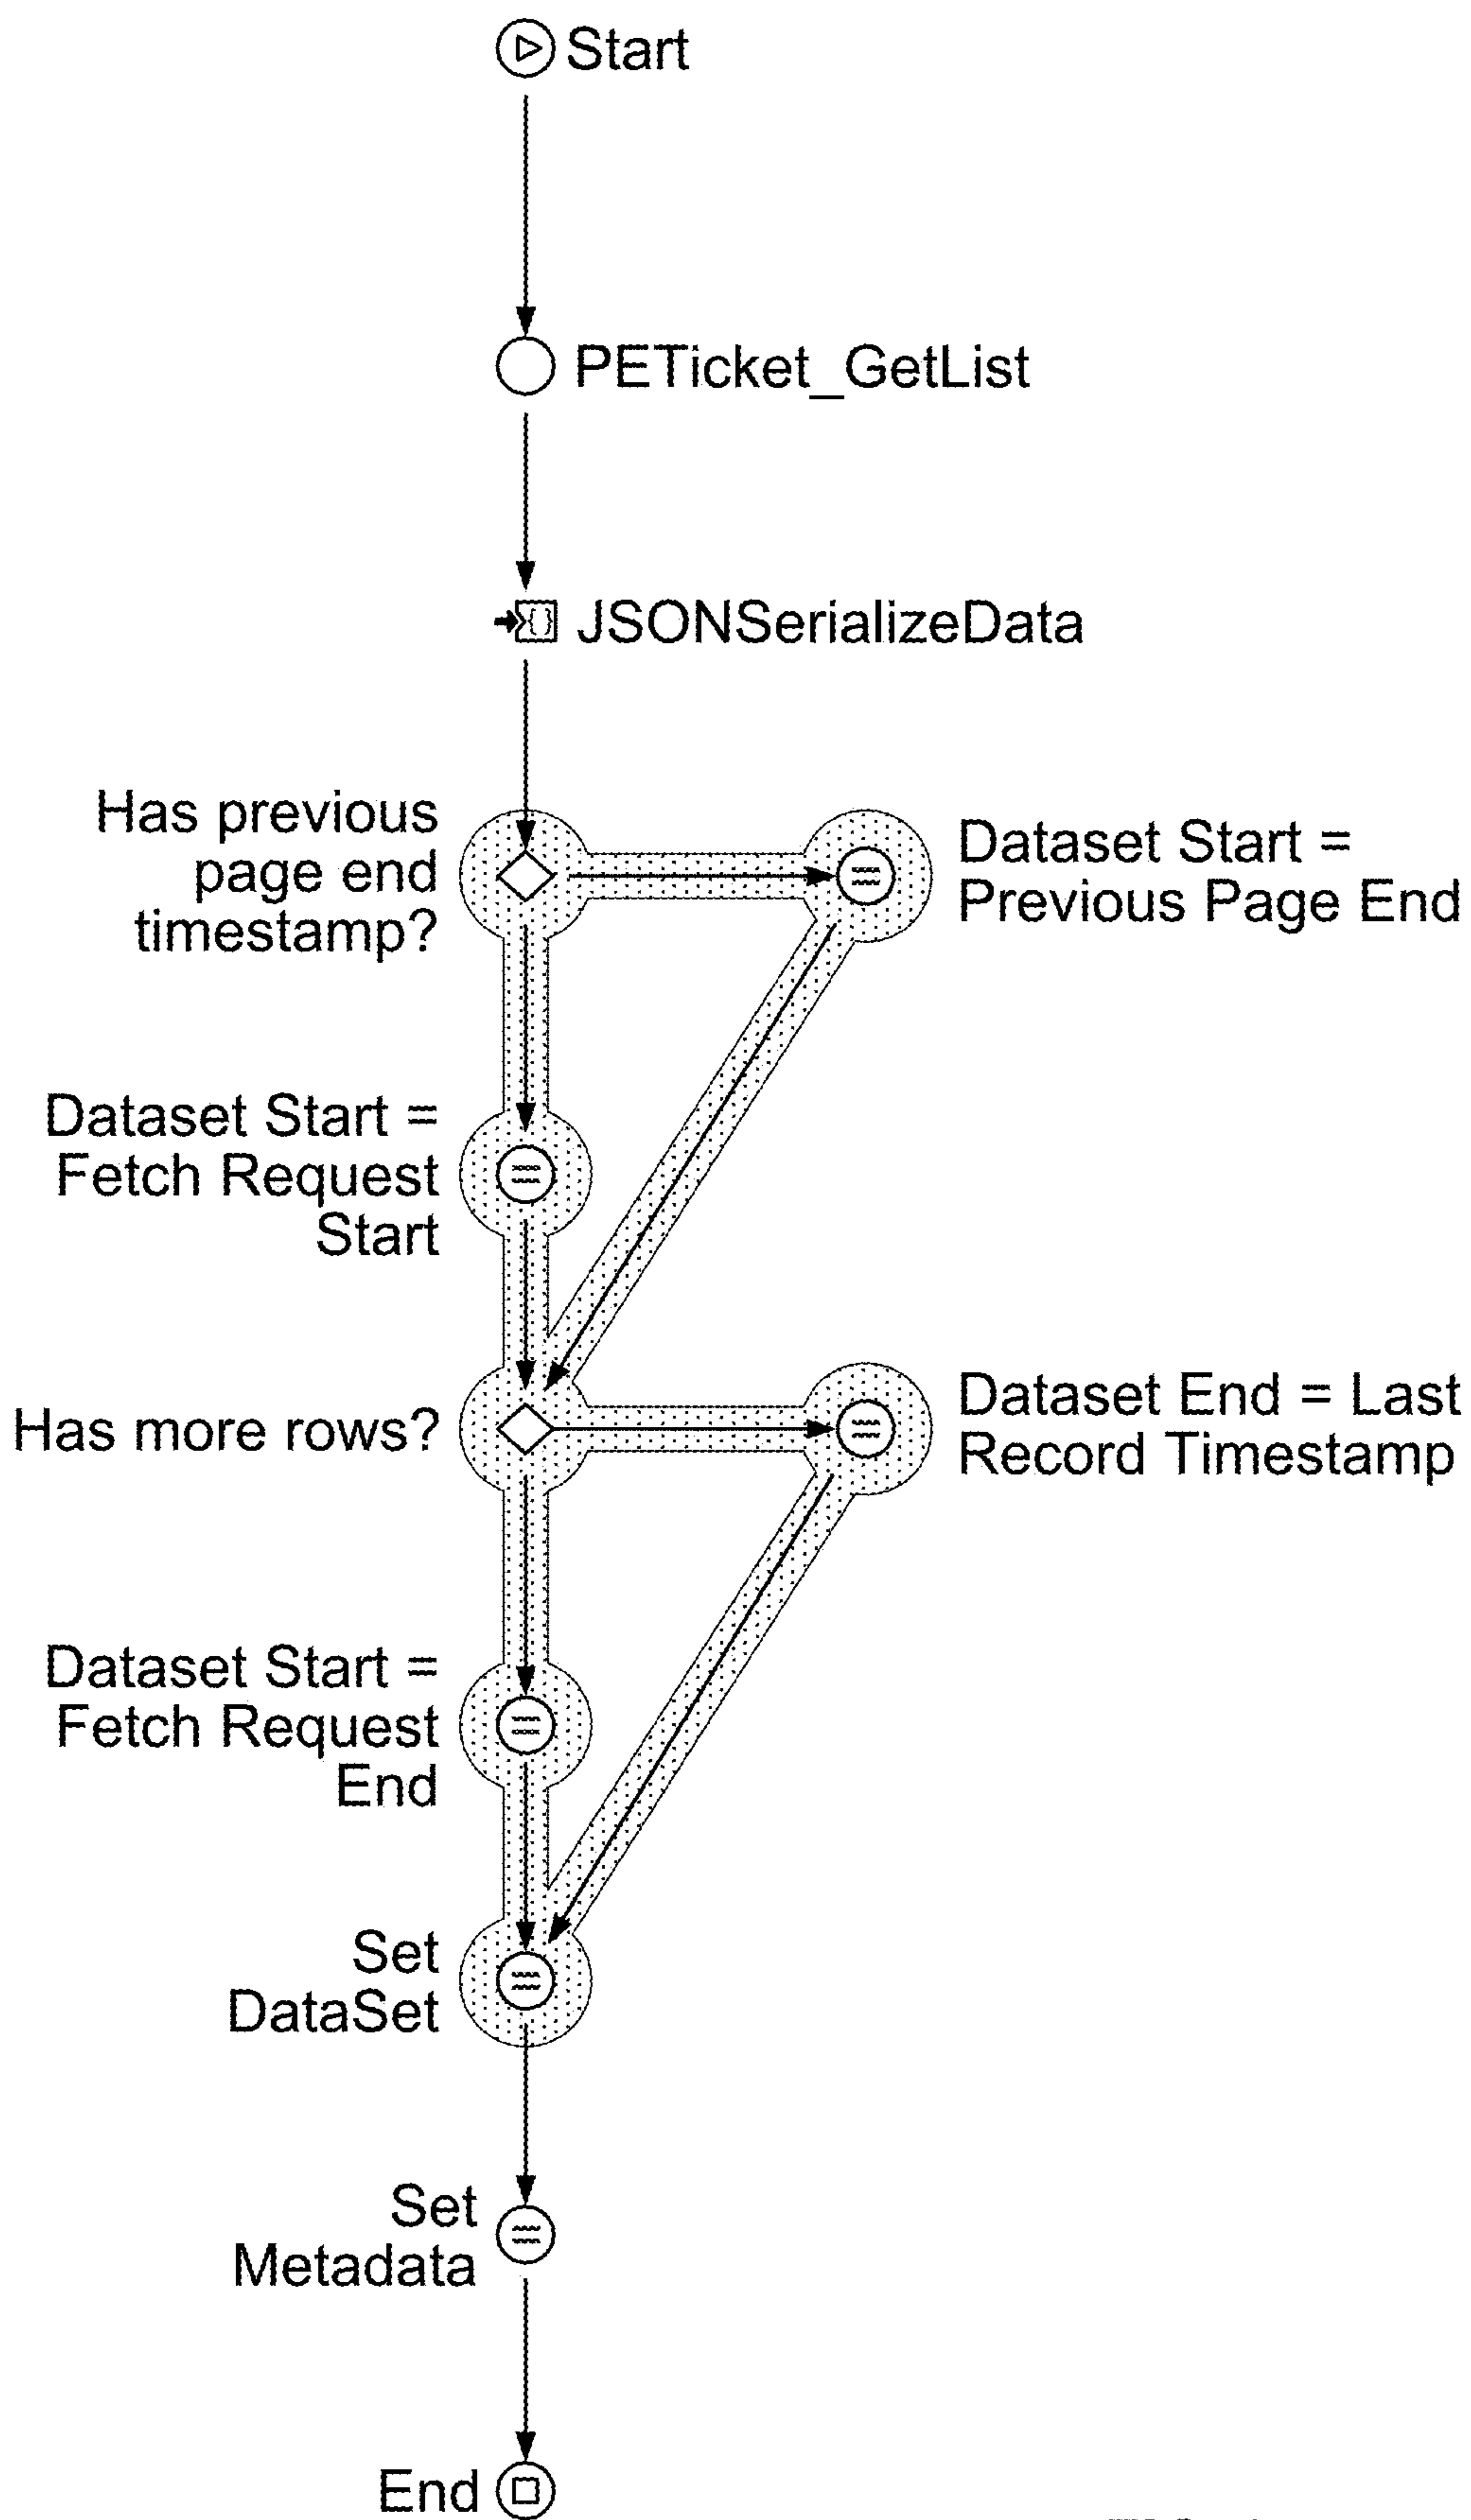 Start
PETicket_GetList
JSONSerializeData
Has previous
page end
timestamp?
Dataset Start =
Previous Page End
Dataset Start =
Fetch Request
Start
Has more rows?
Dataset End = Last
Record Timestamp
Dataset Start =
Fetch Request
End
Set
DataSet
Set
Metadata
End